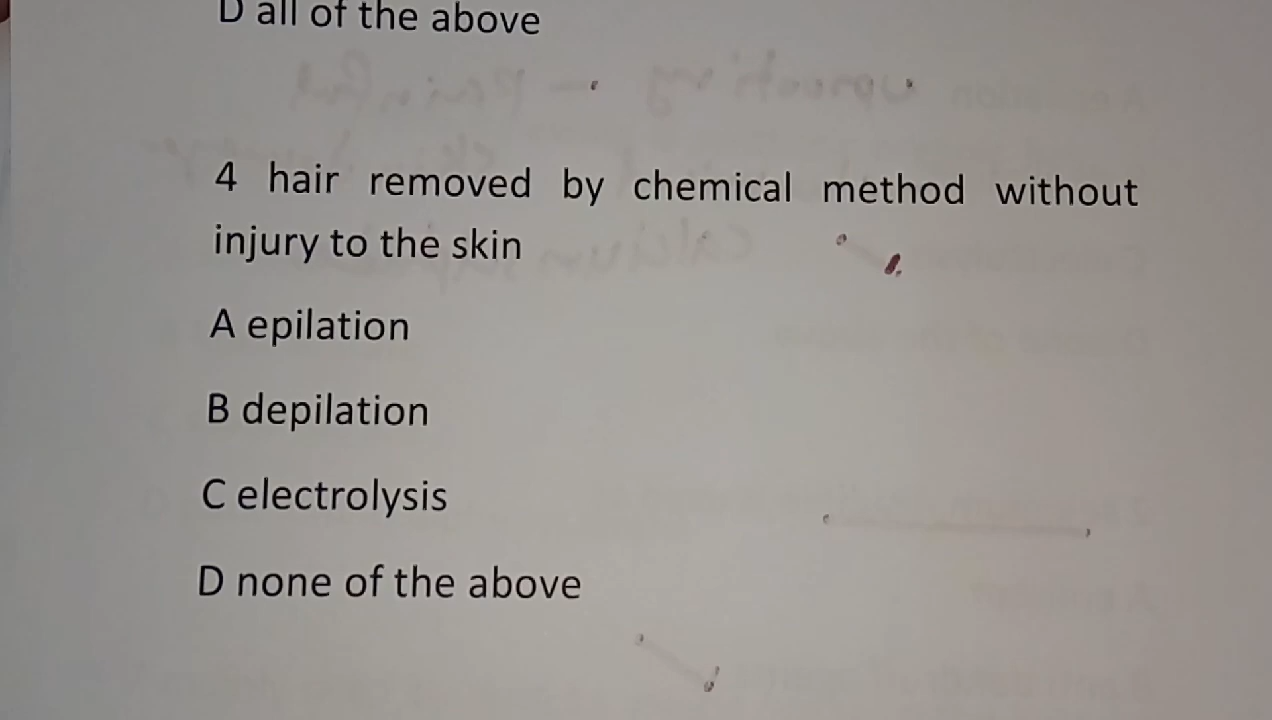 D all of the above
4 hair removed by chemical method without
injury to the skin
A epilation
B depilation
C electrolysis
D none of the above